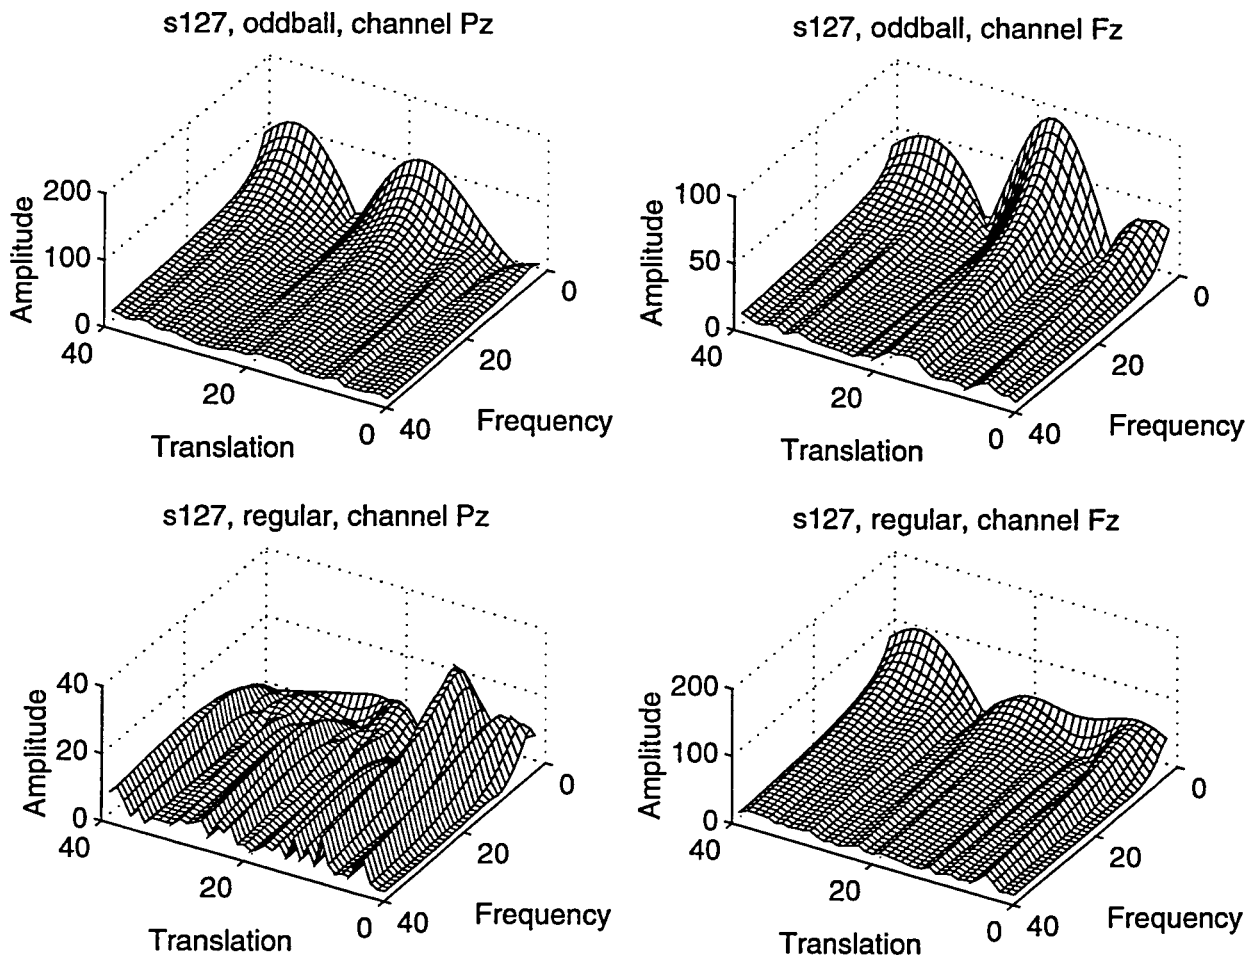 s127, oddball, channel Pz
200
100
0
Amplitude
40
20
0
Translation
40
20
0
Frequency
s127, oddball, channel Fz
100
50
0
Amplitude
40
20
0
Translation
40
20
0
Frequency
s127, regular, channel Pz
40
20
0
Amplitude
40
20
0
Translation
40
20
0
Frequency
s127, regular, channel Fz
200
100
0
Amplitude
40
20
0
Translation
40
20
0
Frequency